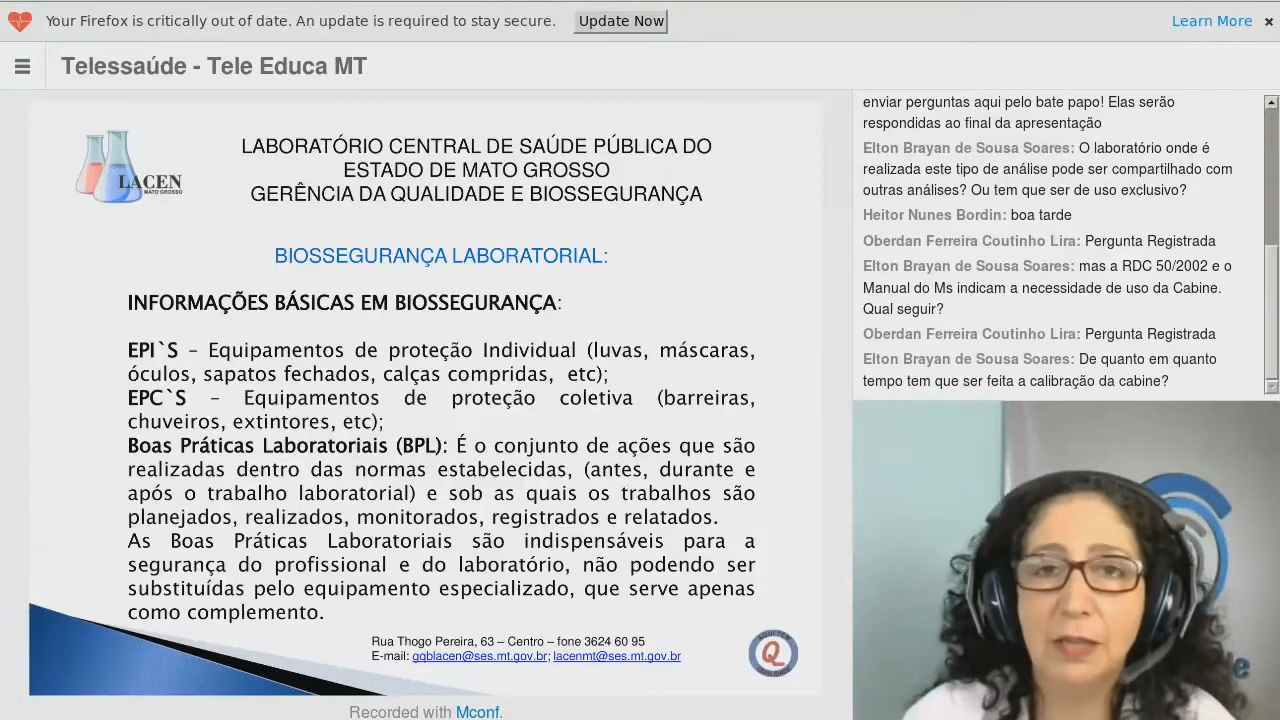 Your Firefox is critically out of date. An update is required to stay secure. Update Now Learn More ×
Telessaúde - Tele Educa MT
LACEN
MATO GROSSO
LABORATÓRIO CENTRAL DE SAÚDE PÚBLICA DO
ESTADO DE MATO GROSSO
GERÊNCIA DA QUALIDADE E BIOSSEGURANÇA
BIOSSEGURANÇA LABORATORIAL:
INFORMAÇÕES BÁSICAS EM BIOSSEGURANÇA:
EPI`S – Equipamentos de proteção Individual (luvas, máscaras,
óculos, sapatos fechados, calças compridas, etc);
EPC`S – Equipamentos de proteção coletiva (barreiras,
chuveiros, extintores, etc);
Boas Práticas Laboratoriais (BPL): É o conjunto de ações que são
realizadas dentro das normas estabelecidas, (antes, durante e
após o trabalho laboratorial) e sob as quais os trabalhos são
planejados, realizados, monitorados, registrados e relatados.
As Boas Práticas Laboratoriais são indispensáveis para a
segurança do profissional e do laboratório, não podendo ser
substituídas pelo equipamento especializado, que serve apenas
como complemento.
Rua Thogo Pereira, 63 – Centro – fone 3624 60 95
E-mail: gqblacen@ses.mt.gov.br; lacenmt@ses.mt.gov.br
AQUI TEM
Q
QUALIDADE
Recorded with Mconf.
enviar perguntas aqui pelo bate papo! Elas serão
respondidas ao final da apresentação
Elton Brayan de Sousa Soares: O laboratório onde é
realizada este tipo de análise pode ser compartilhado com
outras análises? Ou tem que ser de uso exclusivo?
Heitor Nunes Bordin: boa tarde
Oberdan Ferreira Coutinho Lira: Pergunta Registrada
Elton Brayan de Sousa Soares: mas a RDC 50/2002 e o
Manual do Ms indicam a necessidade de uso da Cabine.
Qual seguir?
Oberdan Ferreira Coutinho Lira: Pergunta Registrada
Elton Brayan de Sousa Soares: De quanto em quanto
tempo tem que ser feita a calibração da cabine?